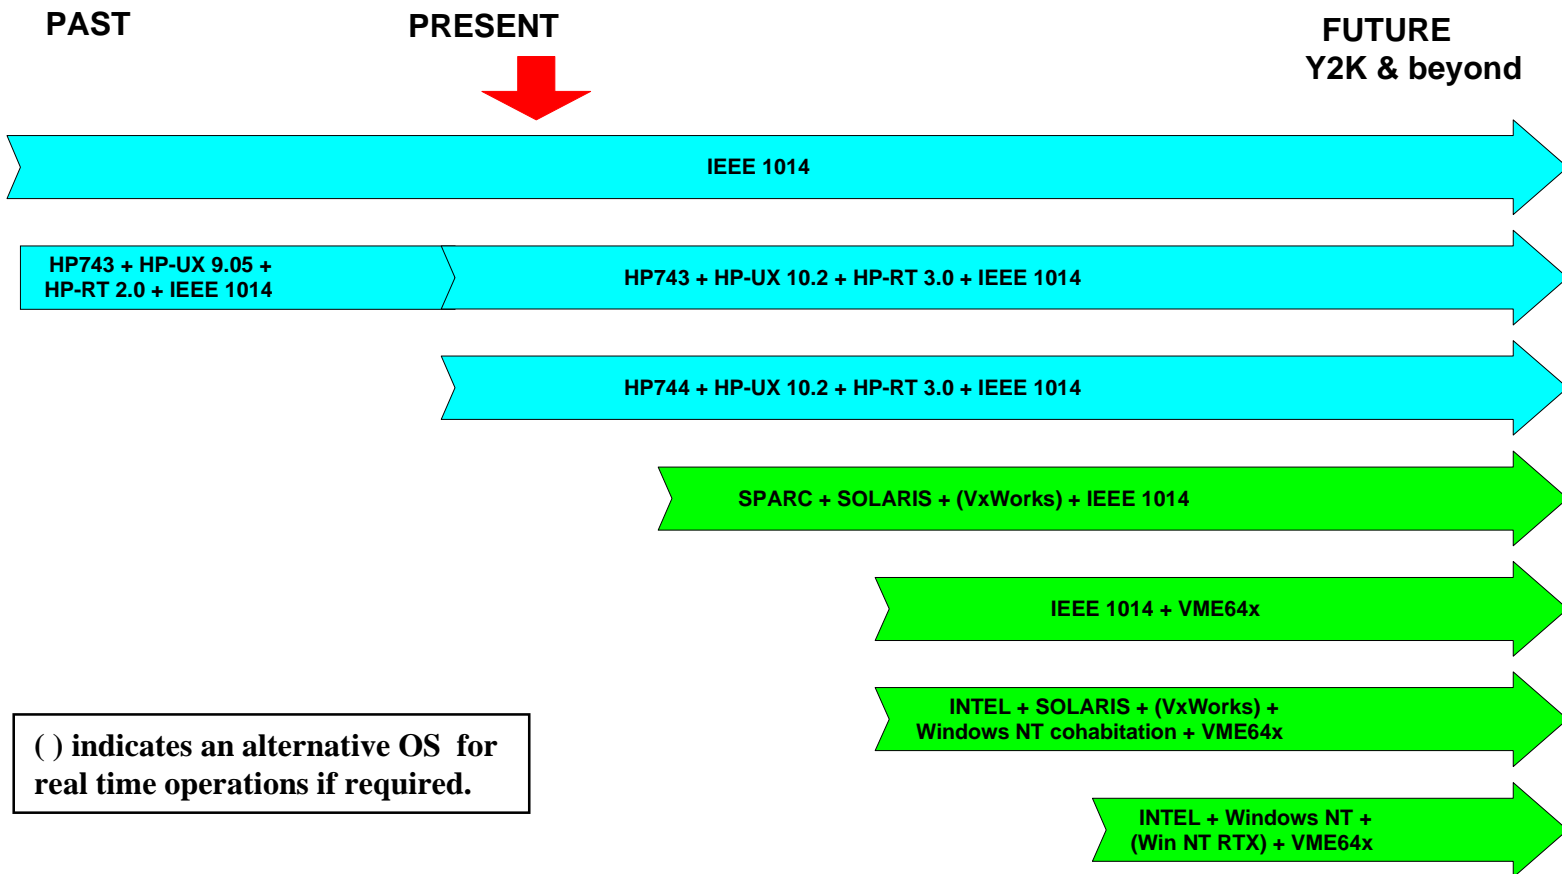 PAST
PRESENT
FUTURE
Y2K & beyond
IEEE 1014
HP743 + HP-UX 9.05 +
HP-RT 2.0 + IEEE 1014
HP743 + HP-UX 10.2 + HP-RT 3.0 + IEEE 1014
HP744 + HP-UX 10.2 + HP-RT 3.0 + IEEE 1014
SPARC + SOLARIS + (VxWorks) + IEEE 1014
IEEE 1014 + VME64x
INTEL + SOLARIS + (VxWorks) +
Windows NT cohabitation + VME64x
( ) indicates an alternative OS for
real time operations if required.
INTEL + Windows NT +
(Win NT RTX) + VME64x